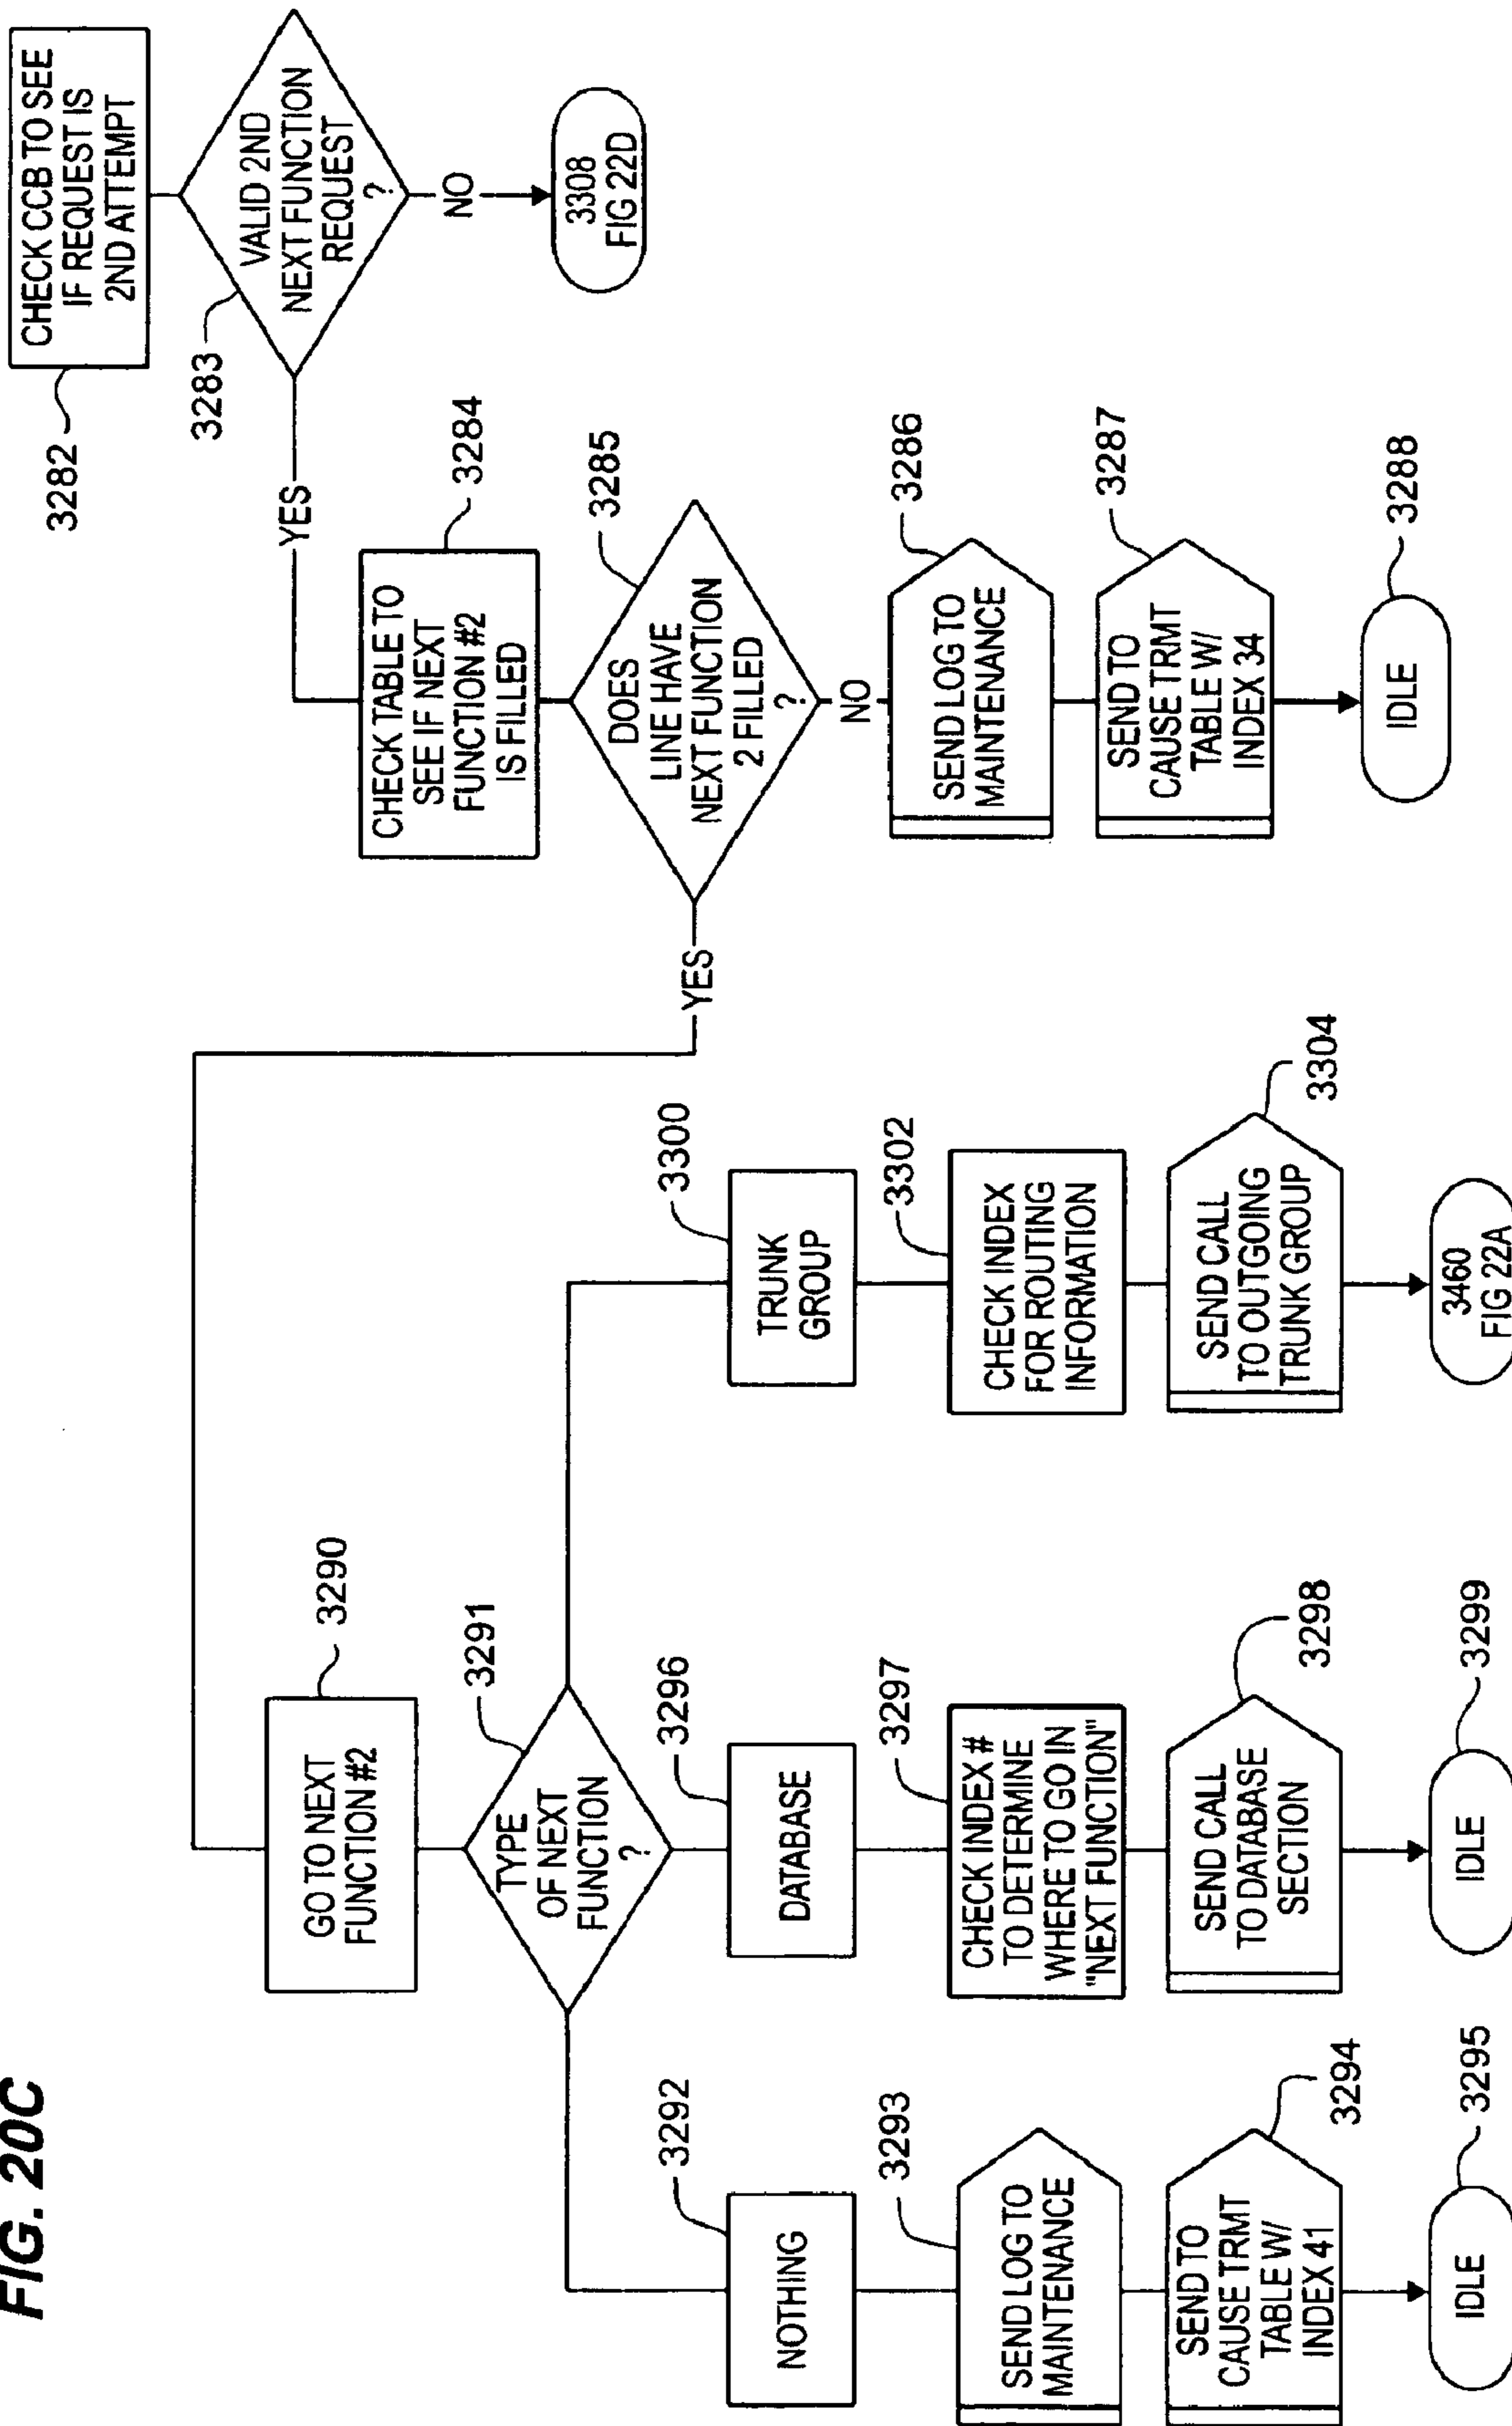 FIG. 20C
CHECK CCB TO SEE
IF REQUEST IS
2ND ATTEMPT
3282
VALID 2ND
NEXT FUNCTION
REQUEST
?
3283
NO
3308
FIG 22D
YES
CHECK TABLE TO
SEE IF NEXT
FUNCTION #2
IS FILLED
3284
DOES
LINE HAVE
NEXT FUNCTION
2 FILLED
?
3285
NO
SEND LOG TO
MAINTENANCE
3286
SEND TO
CAUSE TRMT
TABLE W/
INDEX 34
3287
IDLE
3288
YES
GO TO NEXT
FUNCTION #2
3290
TYPE
OF NEXT
FUNCTION
?
3291
NOTHING
3292
SEND LOG TO
MAINTENANCE
3293
SEND TO
CAUSE TRMT
TABLE W/
INDEX 41
3294
IDLE
3295
DATABASE
3296
CHECK INDEX #
TO DETERMINE
WHERE TO GO IN
"NEXT FUNCTION"
3297
SEND CALL
TO DATABASE
SECTION
3298
IDLE
3299
TRUNK
GROUP
3300
CHECK INDEX
FOR ROUTING
INFORMATION
3302
SEND CALL
TO OUTGOING
TRUNK GROUP
3304
3460
FIG 22A